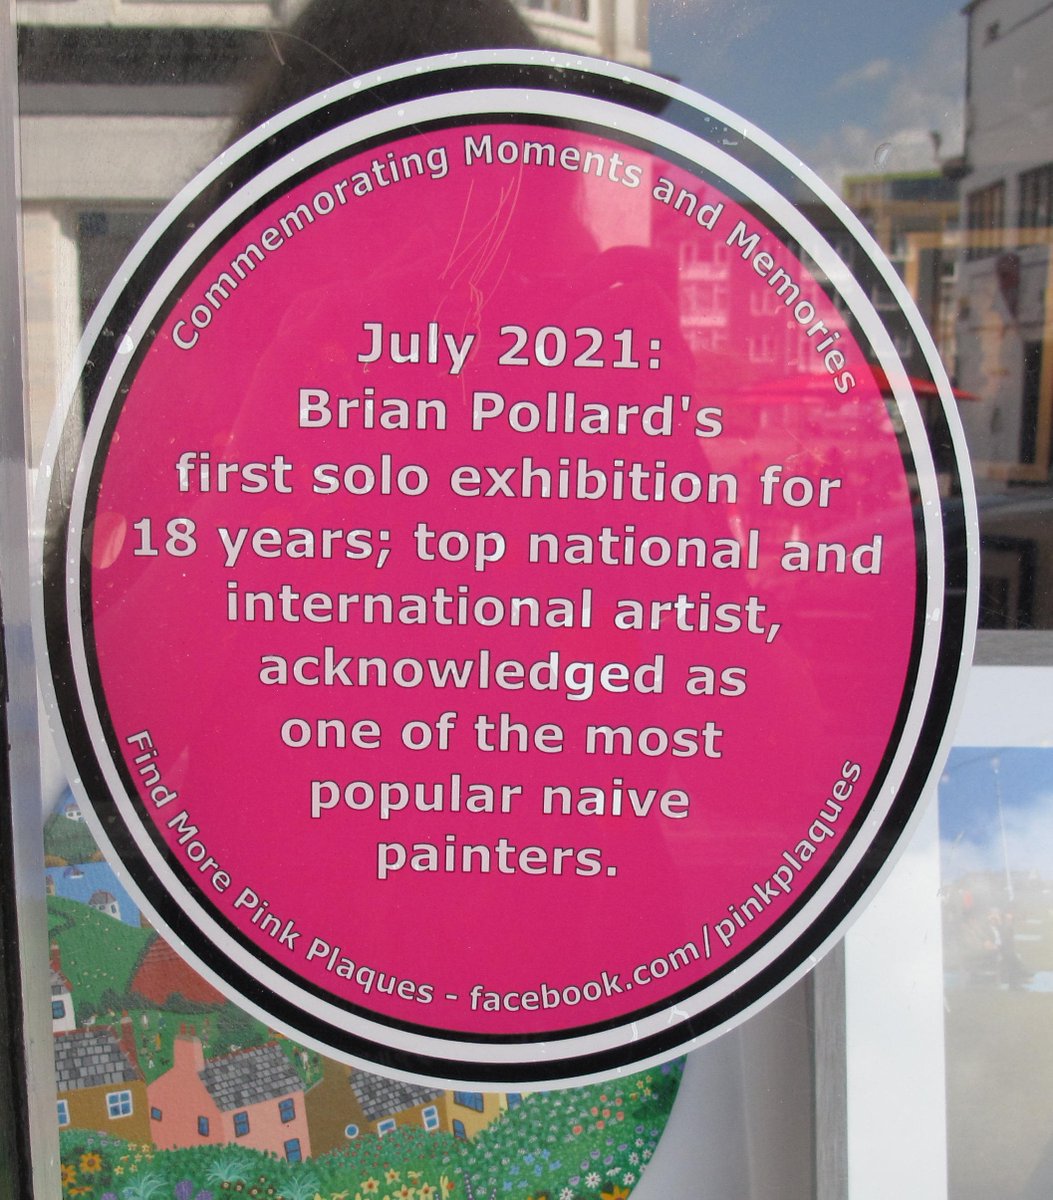 Commemorating Moments and Memories
July 2021:
Brian Pollard's
first solo exhibition for
18 years; top national and
international artist,
acknowledged as
one of the most
popular naive
painters.
Find More Pink Plaques - facebook.com/pinkplaques